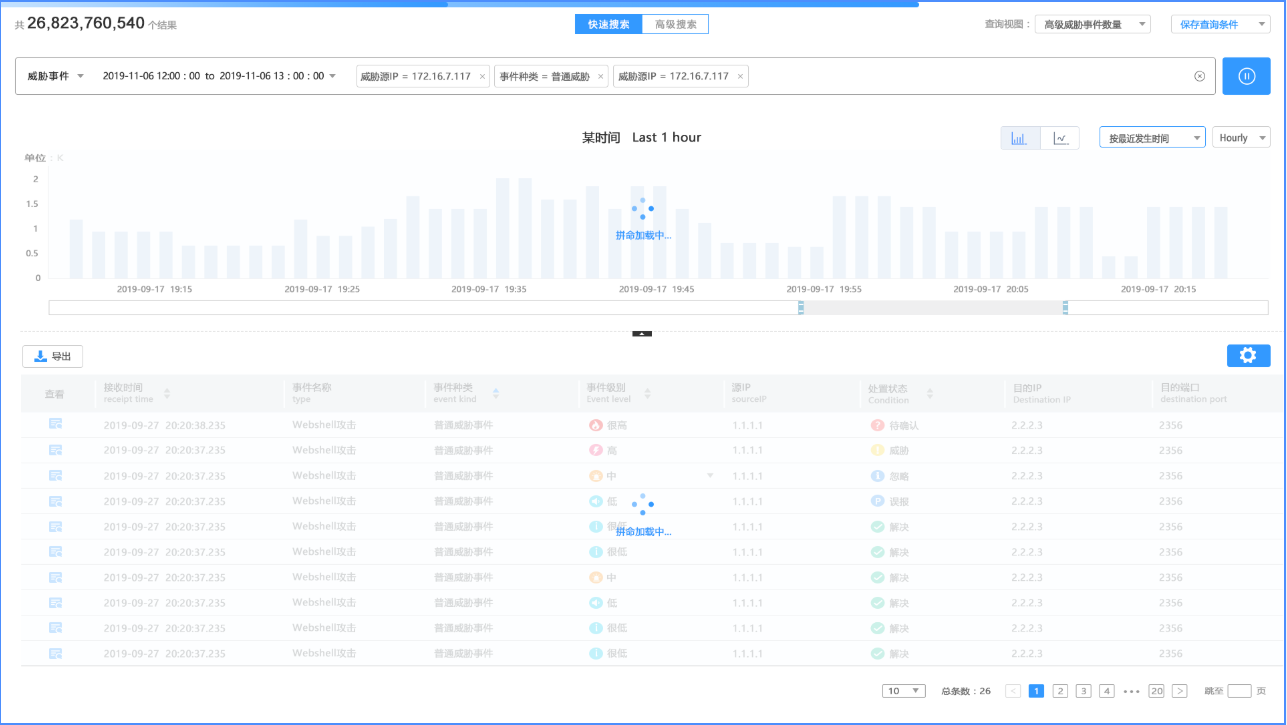 共 26,823,760,540 个结果
快速搜索 高级搜索
查询视图： 高级威胁事件数量 保存查询条件
威胁事件 2019-11-06 12:00 : 00 to 2019-11-06 13 : 00 : 00 威胁源IP = 172.16.7.117 × 事件种类 = 普通威胁 × 威胁源IP = 172.16.7.117 ×
某时间 Last 1 hour
按最近发生时间 Hourly
单位：K
2
1.5
1
0.5
0
拼命加载中...
2019-09-17 19:15 2019-09-17 19:25 2019-09-17 19:35 2019-09-17 19:45 2019-09-17 19:55 2019-09-17 20:05 2019-09-17 20:15
导出
查看 接收时间 事件名称 事件种类 事件级别 源IP 处置状态 目的IP 目的端口
receipt time type event kind Event level sourceIP Condition Destination IP destination port
2019-09-27 20:20:38.235 Webshell攻击 普通威胁事件 很高 1.1.1.1 待确认 2.2.2.3 2356
2019-09-27 20:20:37.235 Webshell攻击 普通威胁事件 高 1.1.1.1 威胁 2.2.2.3 2356
2019-09-27 20:20:37.235 Webshell攻击 普通威胁事件 中 1.1.1.1 忽略 2.2.2.3 2356
2019-09-27 20:20:37.235 Webshell攻击 普通威胁事件 低 1.1.1.1 误报 2.2.2.3 2356
2019-09-27 20:20:37.235 Webshell攻击 普通威胁事件 很低 1.1.1.1 解决 2.2.2.3 2356
拼命加载中...
2019-09-27 20:20:37.235 Webshell攻击 普通威胁事件 很低 1.1.1.1 解决 2.2.2.3 2356
2019-09-27 20:20:37.235 Webshell攻击 普通威胁事件 中 1.1.1.1 解决 2.2.2.3 2356
2019-09-27 20:20:37.235 Webshell攻击 普通威胁事件 低 1.1.1.1 解决 2.2.2.3 2356
2019-09-27 20:20:37.235 Webshell攻击 普通威胁事件 很低 1.1.1.1 解决 2.2.2.3 2356
2019-09-27 20:20:37.235 Webshell攻击 普通威胁事件 很低 1.1.1.1 解决 2.2.2.3 2356
10 总条数：26 < 1 2 3 4 ••• 20 > 跳至 页